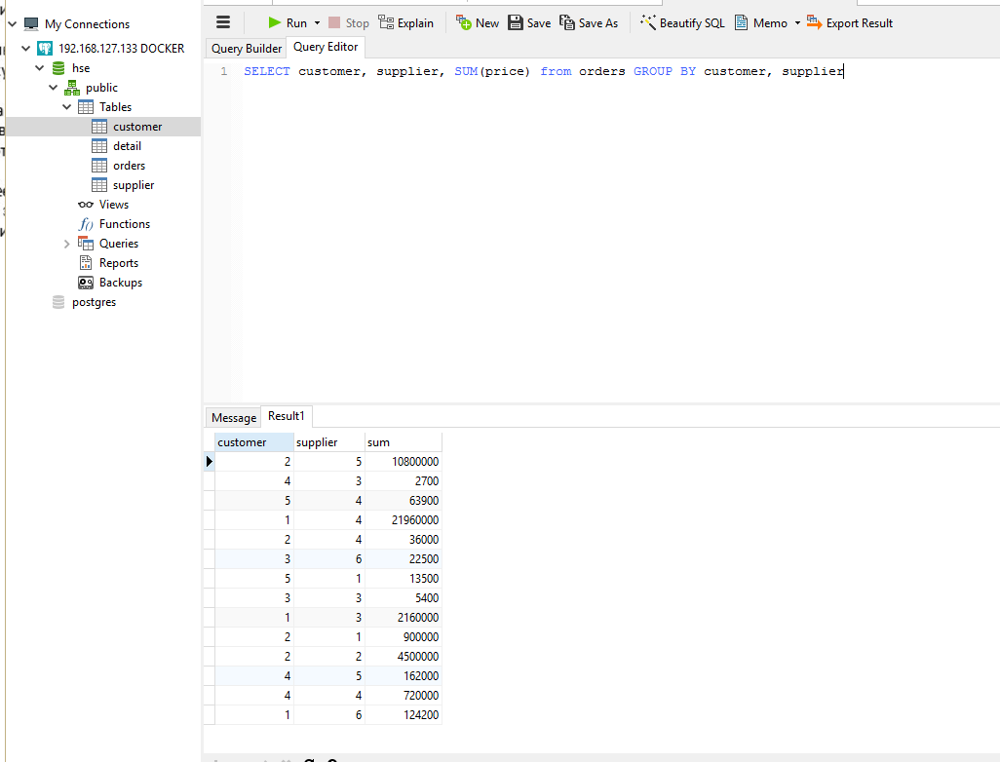 My Connections
192.168.127.133 DOCKER
hse
public
Tables
customer
detail
orders
supplier
Views
Functions
Queries
Reports
Backups
postgres
Run Stop Explain New Save Save As Beautify SQL Memo Export Result
Query Builder Query Editor
1 SELECT customer, supplier, SUM(price) from orders GROUP BY customer, supplier
Message Result1
customer supplier sum
2 5 10800000
4 3 2700
5 4 63900
1 4 21960000
2 4 36000
3 6 22500
5 1 13500
3 3 5400
1 3 2160000
2 1 900000
2 2 4500000
4 5 162000
4 4 720000
1 6 124200